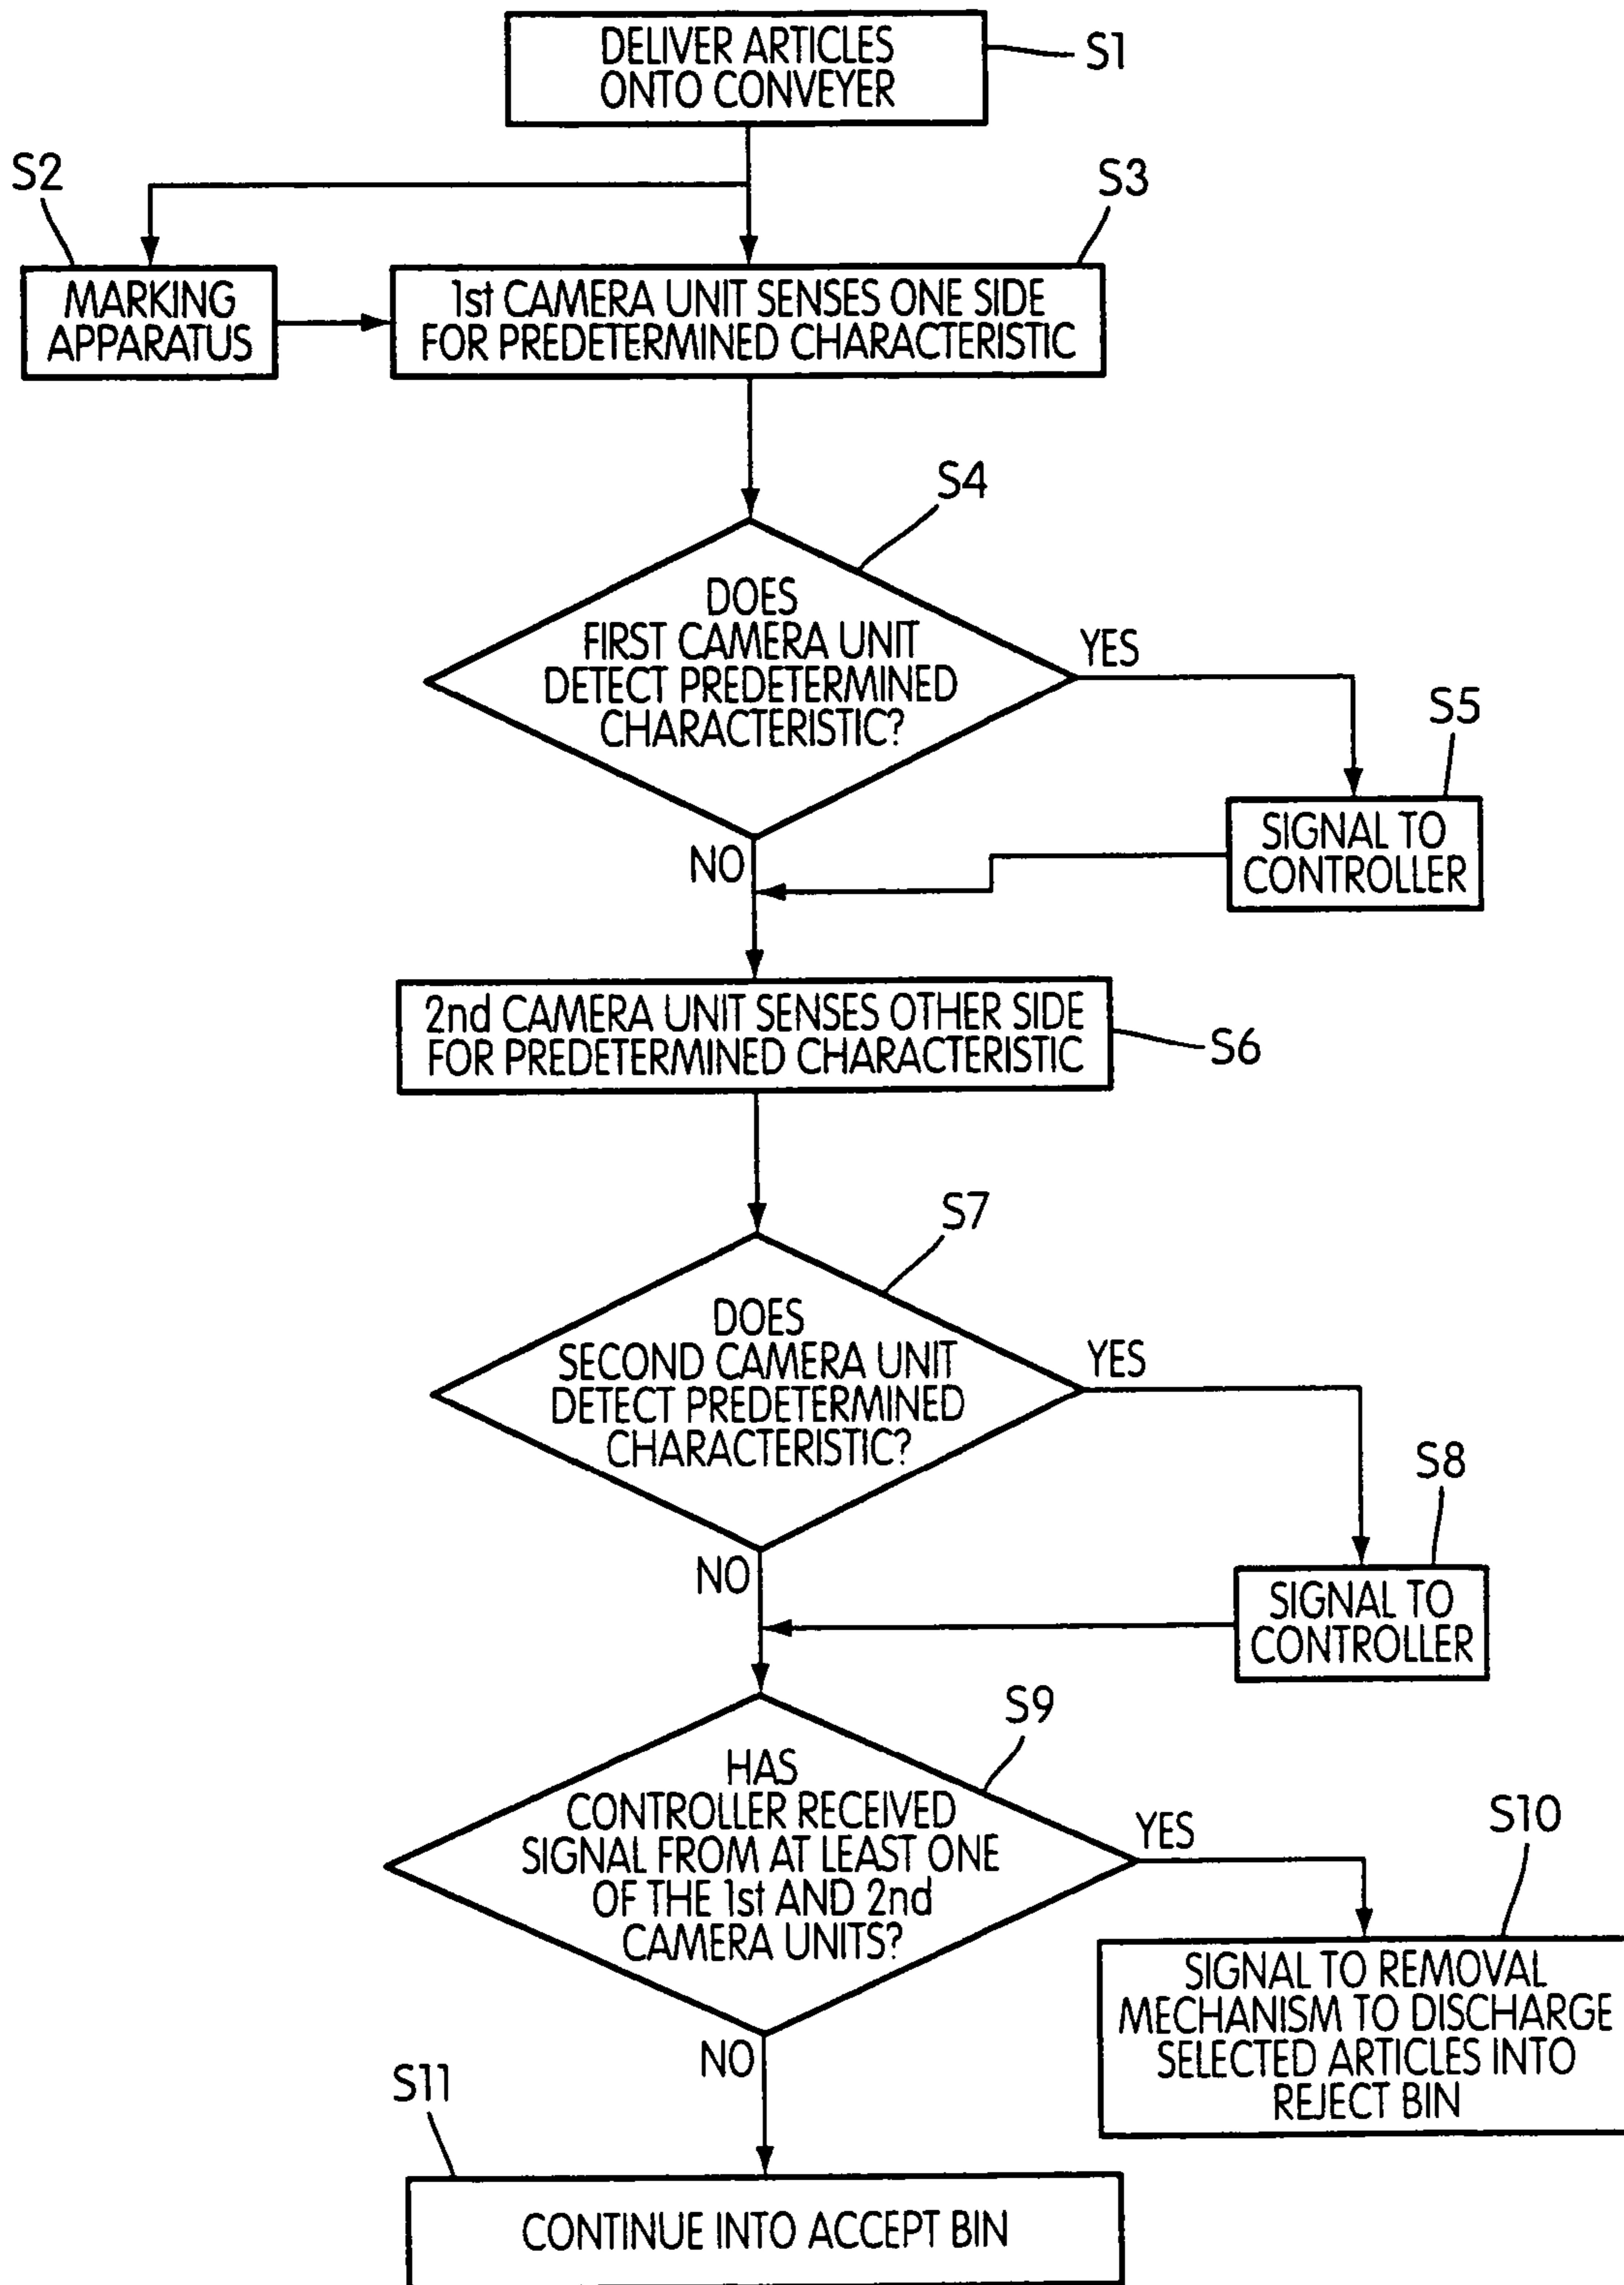 DELIVER ARTICLES
ONTO CONVEYER
S1
S2
S3
MARKING
APPARATUS
1st CAMERA UNIT SENSES ONE SIDE
FOR PREDETERMINED CHARACTERISTIC
S4
DOES
FIRST CAMERA UNIT
DETECT PREDETERMINED
CHARACTERISTIC?
YES
S5
SIGNAL TO
CONTROLLER
NO
2nd CAMERA UNIT SENSES OTHER SIDE
FOR PREDETERMINED CHARACTERISTIC
S6
S7
DOES
SECOND CAMERA UNIT
DETECT PREDETERMINED
CHARACTERISTIC?
YES
S8
SIGNAL TO
CONTROLLER
NO
S9
HAS
CONTROLLER RECEIVED
SIGNAL FROM AT LEAST ONE
OF THE 1st AND 2nd
CAMERA UNITS?
YES
S10
SIGNAL TO REMOVAL
MECHANISM TO DISCHARGE
SELECTED ARTICLES INTO
REJECT BIN
NO
S11
CONTINUE INTO ACCEPT BIN